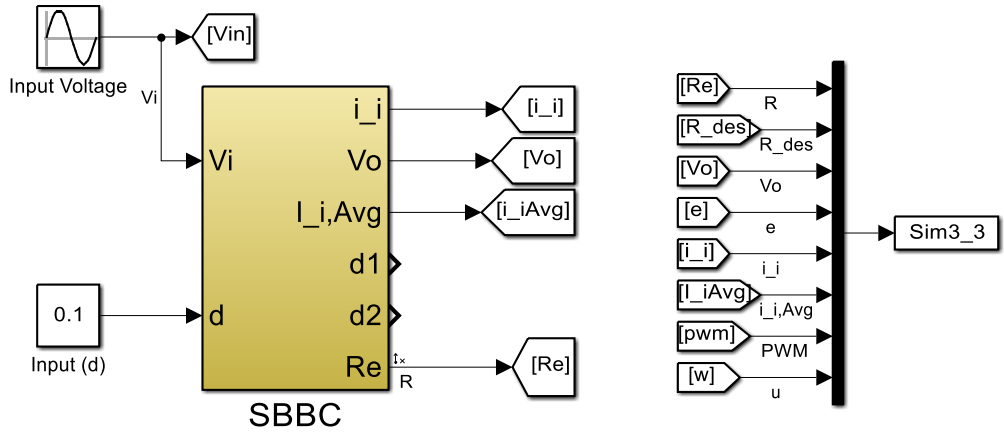 [Vin]
Input Voltage
Vi
i_i
[i_i]
Vi
Vo
[Vo]
I_i,Avg
[i_iAvg]
d1
0.1
d
d2
Input (d)
Re
R
[Re]
SBBC
[Re]
R
[R_des]
R_des
[Vo]
Vo
[e]
e
[i_i]
i_i
[I_iAvg]
i_i,Avg
[pwm]
PWM
[w]
u
Sim3_3